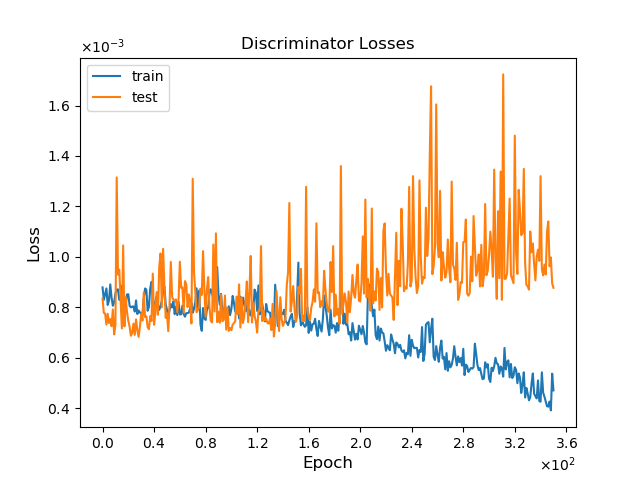 Discriminator Losses
×10⁻³
train
test
1.6
1.4
1.2
1.0
0.8
0.6
0.4
Loss
0.0 0.4 0.8 1.2 1.6 2.0 2.4 2.8 3.2 3.6
Epoch
×10²